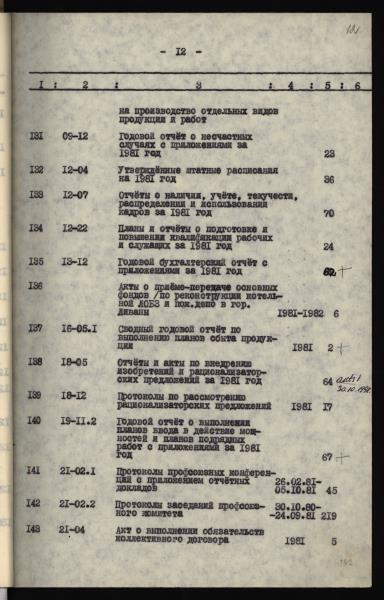 181
- 12 -
1 : 2 : 3 : 4 : 5 : 6
на производство отдельных видов
продукции и работ
131 09-12 Годовой отчёт о несчастных
случаях с приложениями за
1981 год 23
132 12-04 Утверждённые штатные расписания
на 1981 год 36
133 12-07 Отчёты о наличии, учёте, текучести,
распределении и использовании
кадров за 1981 год 70
134 12-22 Планы и отчёты о подготовке и
повышении квалификации рабочих
и служащих за 1981 год 24
135 13-12 Годовой бухгалтерский отчёт с
приложениями за 1981 год +
136 Акты о приёме-передаче основных
фондов /по реконструкции котель-
ной ЛОБЗ и пож.депо в гор.
Ливаны 1981-1982 6
137 16-05.1 Сводный годовой отчёт по
выполнению планов сбыта продук-
ции 1981 2 +
138 18-05 Отчёты и акты по внедрению
изобретений и рационализатор-
ских предложений за 1981 год 64
139 18-12 Протоколы по рассмотрению
рационализаторских предложений 1981 17
140 19-11.2 Годовой отчёт о выполнении
планов ввода в действие мощ-
ностей и планов подрядных
работ с приложениями за 1981
год 67 +
141 21-02.1 Протоколы профсоюзных конферен-
ций с приложением отчётных 26.02.81-
докладов 05.10.81 45
142 21-02.2 Протоколы заседаний профсоюз- 30.10.80-
ного комитета -24.09.81 219
143 21-04 Акт о выполнении обязательств
коллективного договора 1981 5